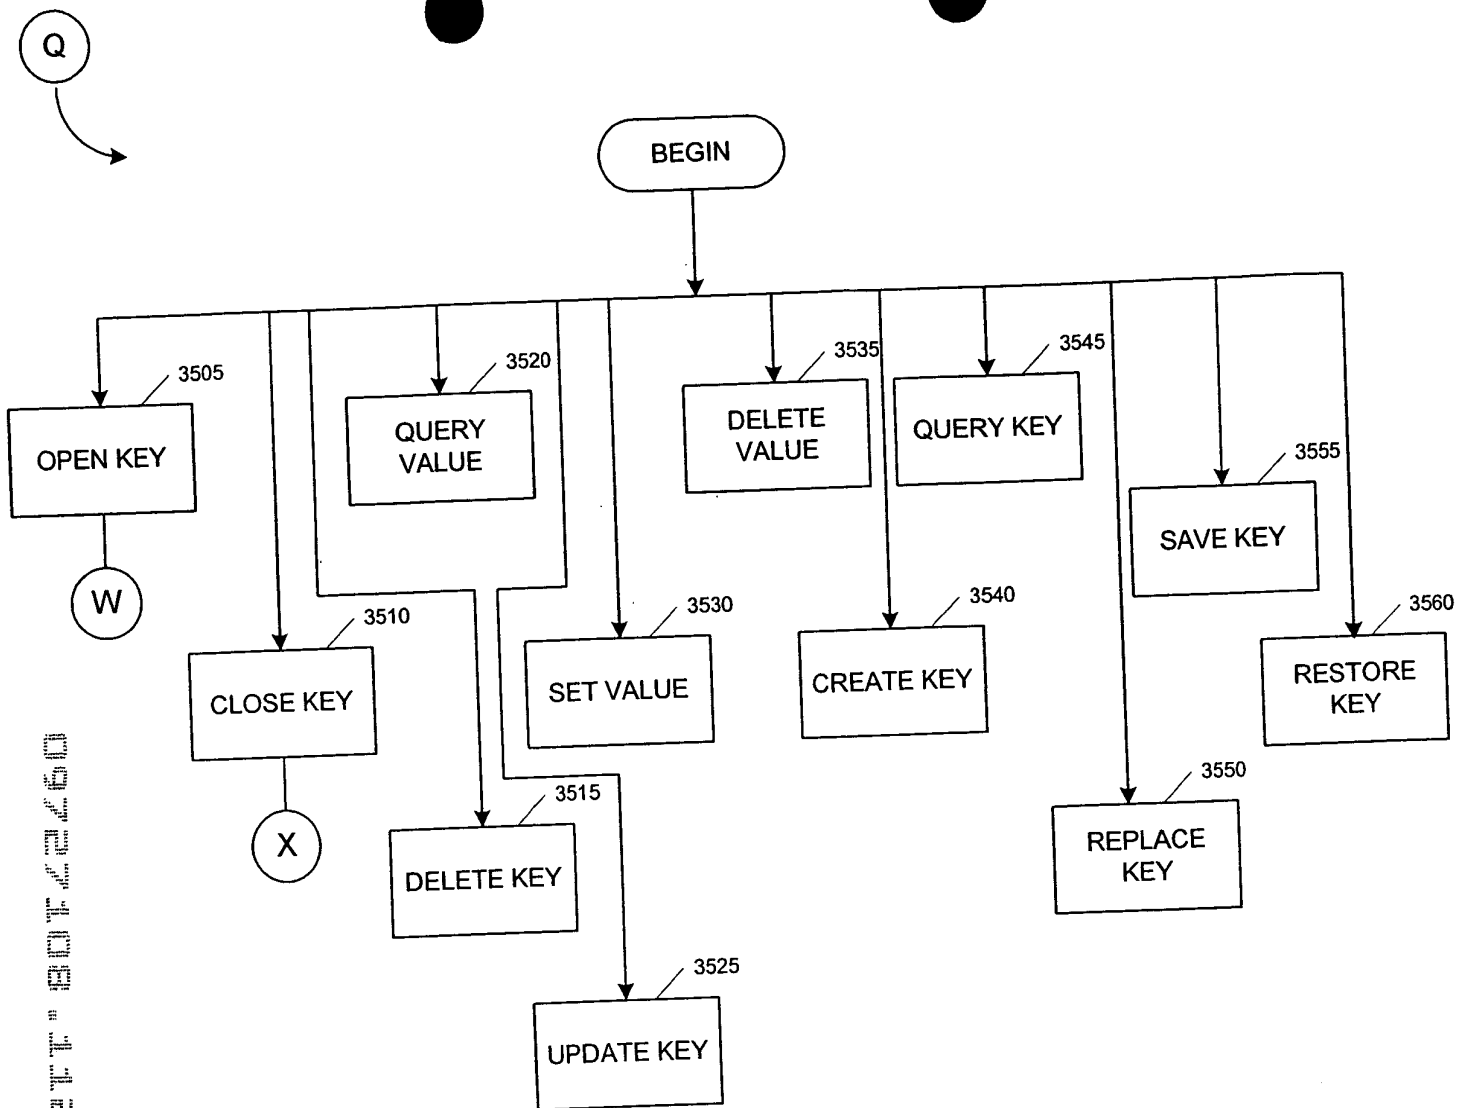 Q
BEGIN
3505
OPEN KEY
W
3520
QUERY
VALUE
3535
DELETE
VALUE
3545
QUERY KEY
3555
SAVE KEY
3510
CLOSE KEY
X
3530
SET VALUE
3540
CREATE KEY
3560
RESTORE
KEY
3515
DELETE KEY
3550
REPLACE
KEY
3525
UPDATE KEY